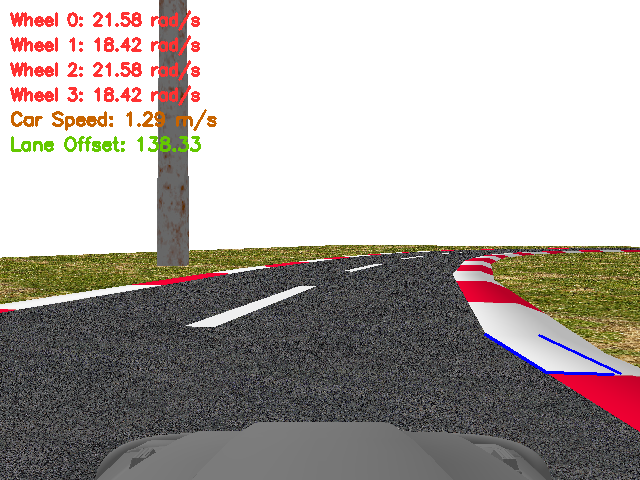 Wheel 0: 21.58 rad/s
Wheel 1: 18.42 rad/s
Wheel 2: 21.58 rad/s
Wheel 3: 18.42 rad/s
Car Speed: 1.29 m/s
Lane Offset: 138.33